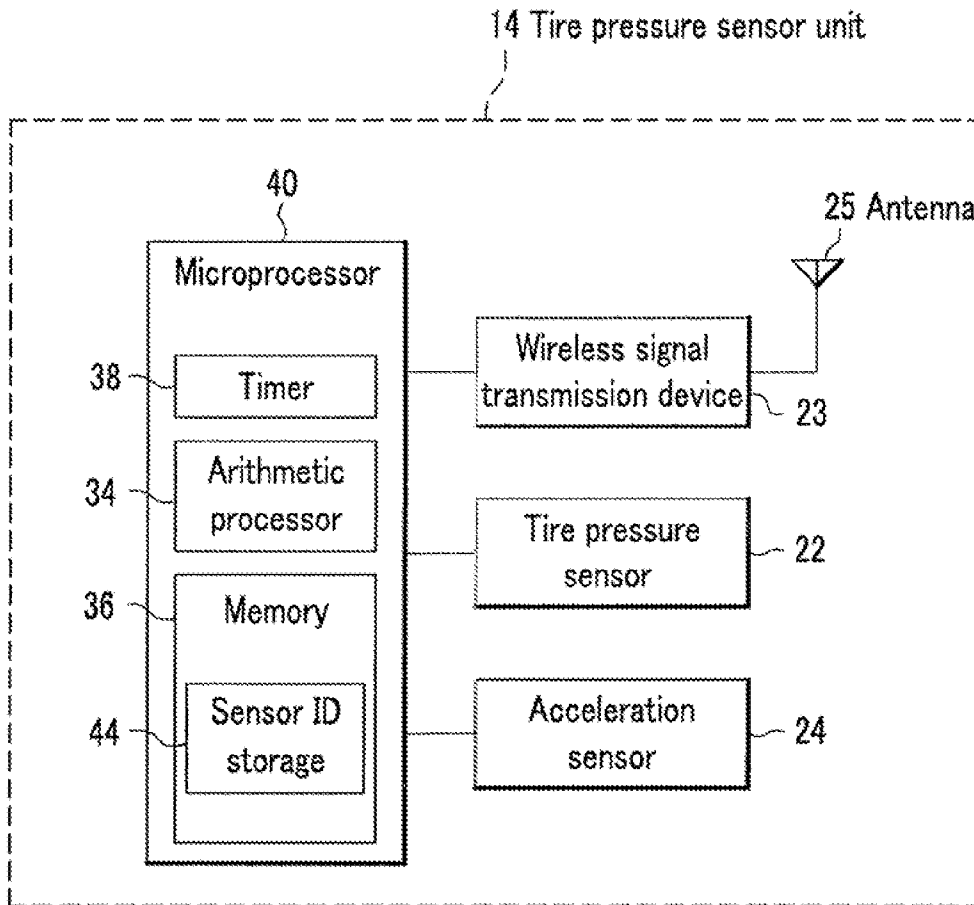 14 Tire pressure sensor unit
40
25 Antenna
Microprocessor
Wireless signal
transmission device
23
38
Timer
34
Arithmetic
processor
Tire pressure
sensor
22
36
Memory
44
Sensor ID
storage
Acceleration
sensor
24